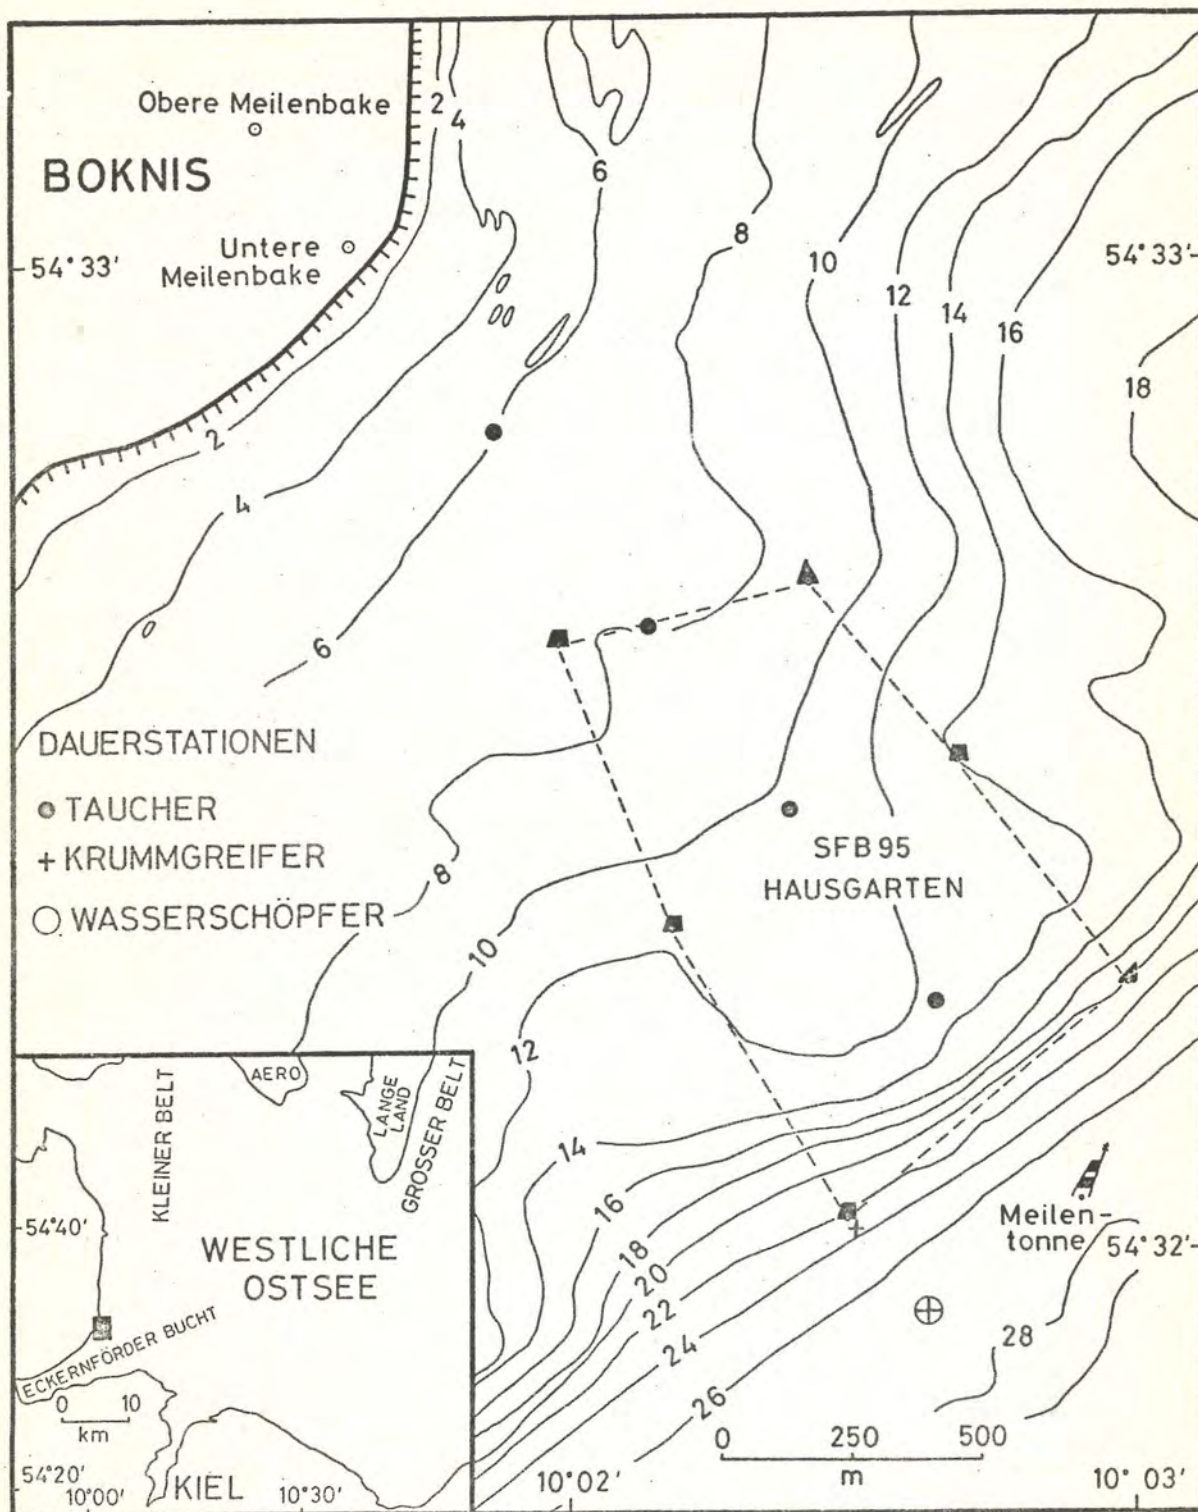 Obere Meilenbake
BOKNIS
Untere
Meilenbake
54° 33'
54° 33'
2
4
6
8
10
12
14
16
18
2
4
6
8
10
12
14
16
18
20
22
24
26
28
DAUERSTATIONEN
TAUCHER
+ KRUMMGREIFER
WASSERSCHÖPFER
SFB 95
HAUSGARTEN
Meilen-
tonne
54° 32'
0 250 500
m
10° 02'
10° 03'
KLEINER BELT
AERO
LANGE
LAND
GROSSER BELT
54° 40'
WESTLICHE
OSTSEE
ECKERNFÖRDER BUCHT
0 10
km
54° 20'
10° 00'
KIEL
10° 30'